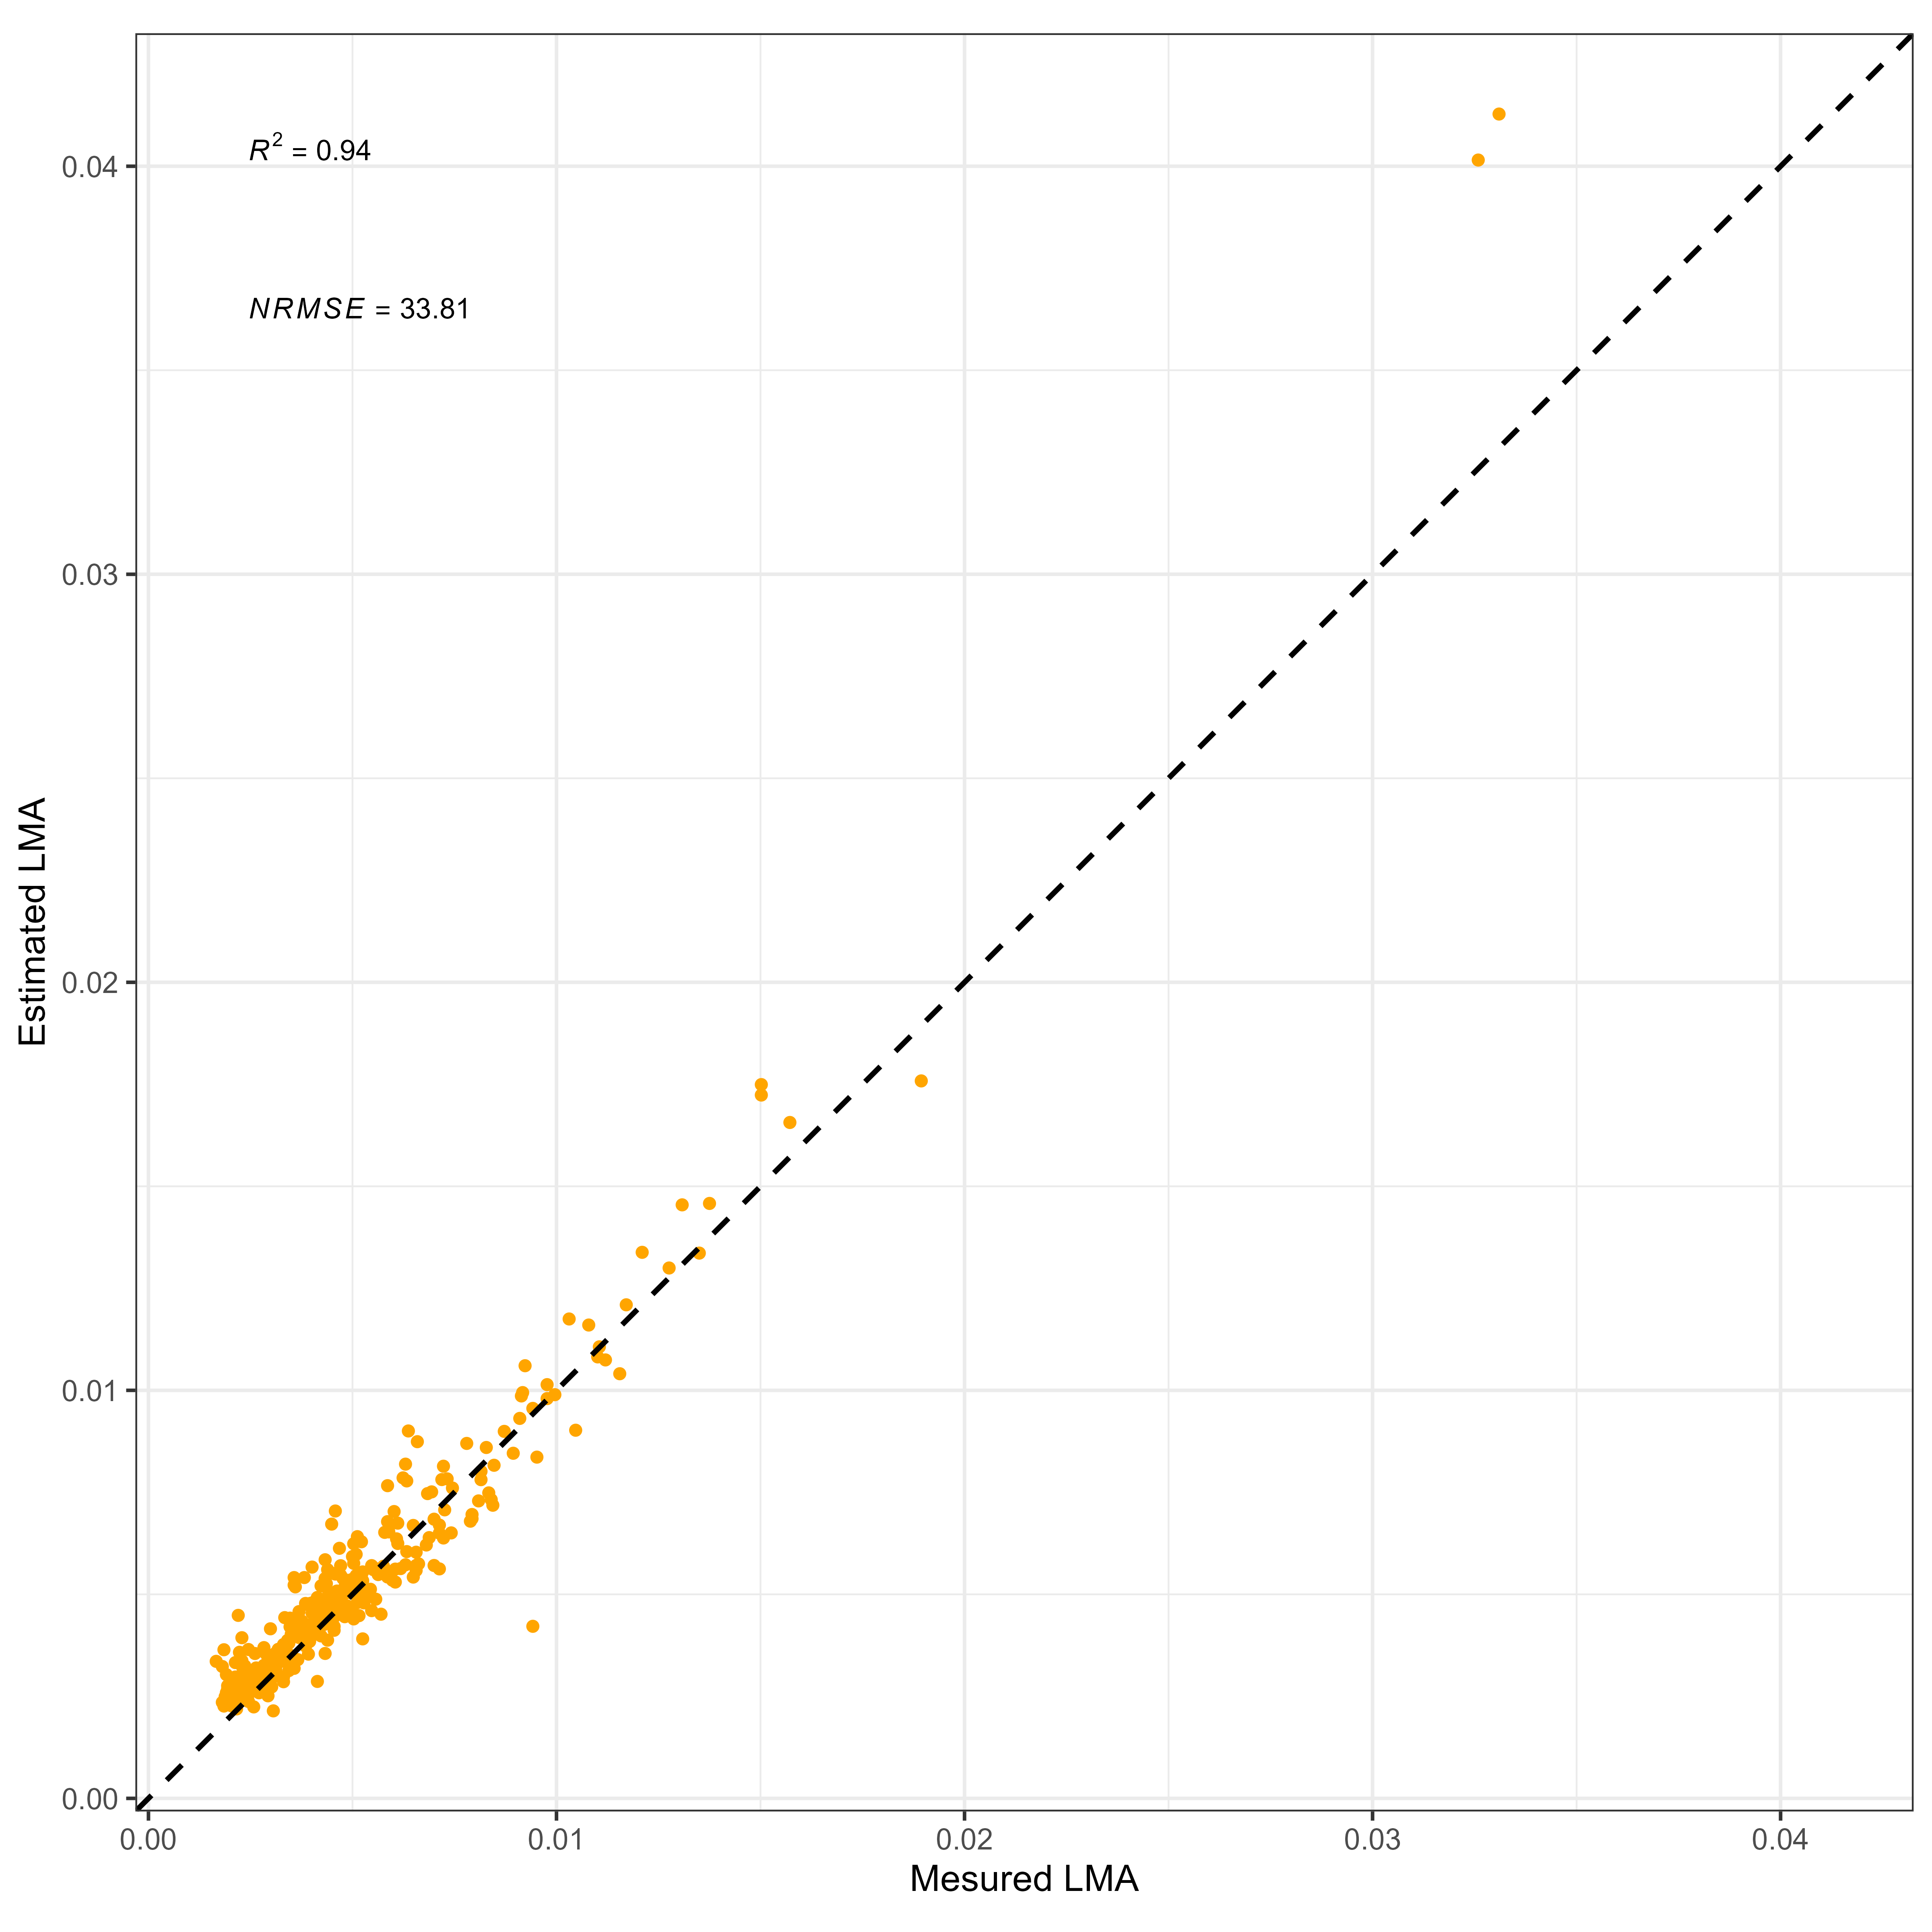 R2 = 0.94
NRMSE = 33.81
Estimated LMA
0.04
0.03
0.02
0.01
0.00
0.00 0.01 0.02 0.03 0.04
Mesured LMA